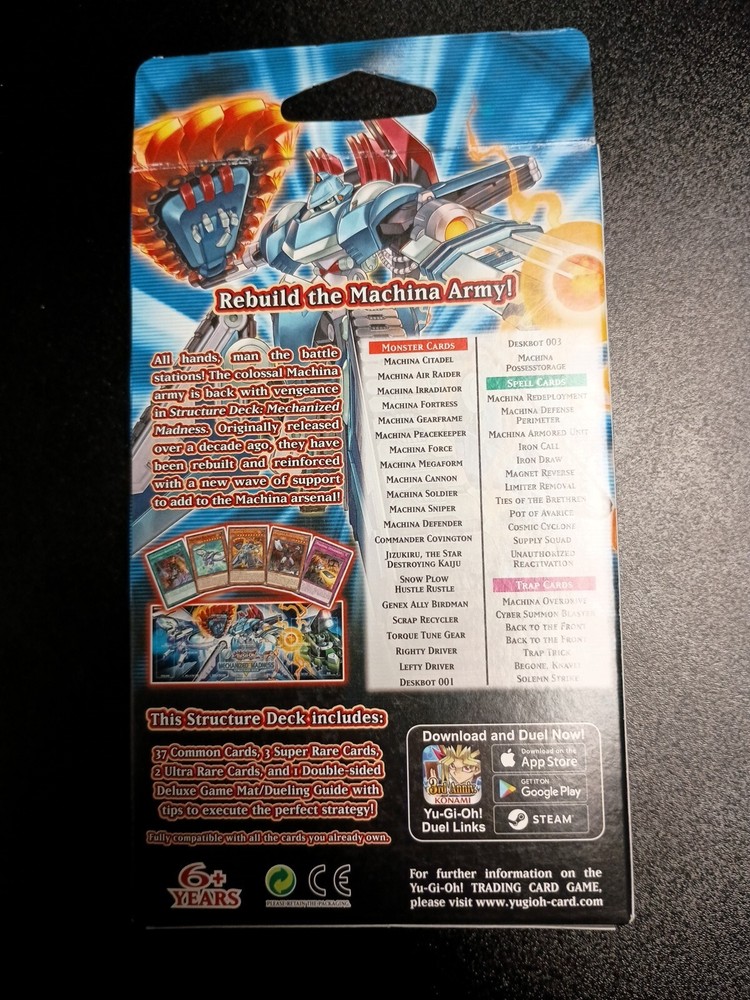 Rebuild the Machina Army!
All hands, man the battle
stations! The colossal Machina
army is back with vengeance
in Structure Deck: Mechanized
Madness. Originally released
over a decade ago, they have
been rebuilt and reinforced
with a new wave of support
to add to the Machina arsenal!
MONSTER CARDS
MACHINA CITADEL
MACHINA AIR RAIDER
MACHINA IRRADIATOR
MACHINA FORTRESS
MACHINA GEARFRAME
MACHINA PEACEKEEPER
MACHINA FORCE
MACHINA MEGAFORM
MACHINA CANNON
MACHINA SOLDIER
MACHINA SNIPER
MACHINA DEFENDER
COMMANDER COVINGTON
JIZUKIRU, THE STAR
DESTROYING KAIJU
SNOW PLOW
HUSTLE RUSTLE
GENEX ALLY BIRDMAN
SCRAP RECYCLER
TORQUE TUNE GEAR
RIGHTY DRIVER
LEFTY DRIVER
DESKBOT 001
DESKBOT 003
MACHINA
POSSESSTORAGE
SPELL CARDS
MACHINA REDEPLOYMENT
MACHINA DEFENSE
PERIMETER
MACHINA ARMORED UNIT
IRON CALL
IRON DRAW
MAGNET REVERSE
LIMITER REMOVAL
TIES OF THE BRETHREN
POT OF AVARICE
COSMIC CYCLONE
SUPPLY SQUAD
UNAUTHORIZED
REACTIVATION
TRAP CARDS
MACHINA OVERDRIVE
CYBER SUMMON BLASTER
BACK TO THE FRONT
BACK TO THE FRONT
TRAP TRICK
BEGONE, KNAVE
SOLEMN STRIKE
MECHANIZED MADNESS
This Structure Deck includes:
37 Common Cards, 3 Super Rare Cards,
2 Ultra Rare Cards, and 1 Double-sided
Deluxe Game Mat/Dueling Guide with
tips to execute the perfect strategy!
Fully compatible with all the cards you already own.
Download and Duel Now!
3rd Anniv.
KONAMI
Yu-Gi-Oh!
Duel Links
Download on the
App Store
GET IT ON
Google Play
STEAM
6+
YEARS
PLEASE RETAIN THE PACKAGING
CE
For further information on the
Yu-Gi-Oh! TRADING CARD GAME,
please visit www.yugioh-card.com